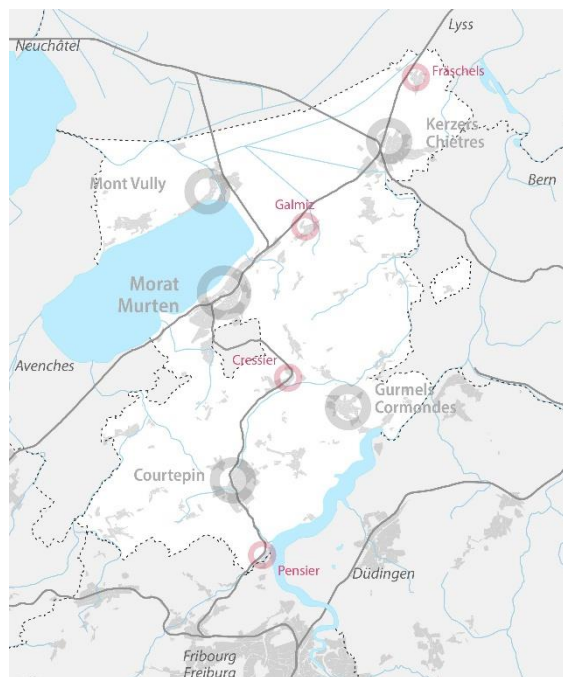 Lyss
Neuchâtel
Fräschels
Kerzers
Chiètres
Mont Vully
Bern
Galmiz
Morat
Murten
Cressier
Avenches
Gurmels
Cormondes
Courtepin
Pensier
Düdingen
Fribourg
Freiburg